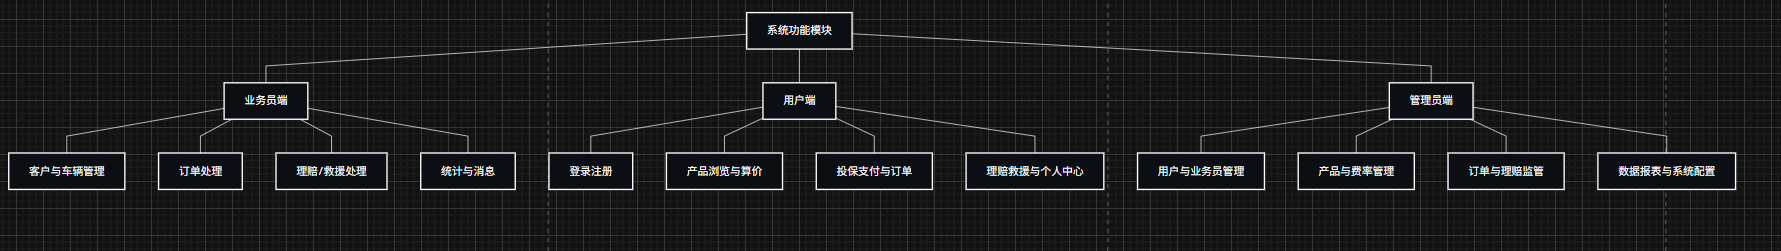 系统功能模块
业务员端
用户端
管理员端
客户与车辆管理
订单处理
理赔/救援处理
统计与消息
登录注册
产品浏览与算价
投保支付与订单
理赔救援与个人中心
用户与业务员管理
产品与费率管理
订单与理赔监管
数据报表与系统配置